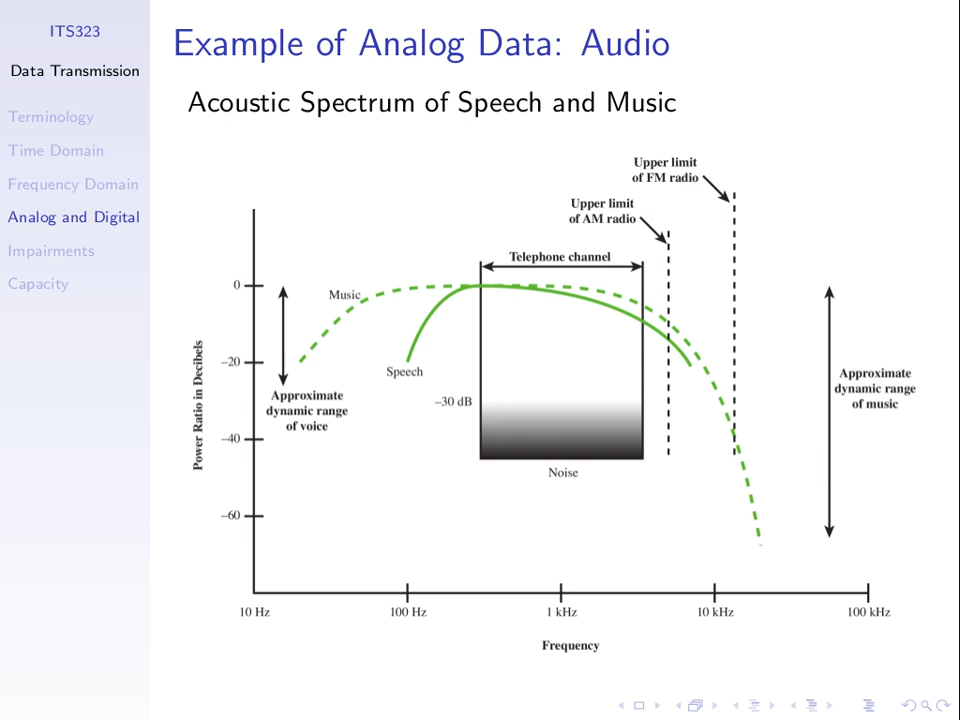 ITS323
Data Transmission
Terminology
Time Domain
Frequency Domain
Analog and Digital
Impairments
Capacity
Example of Analog Data: Audio
Acoustic Spectrum of Speech and Music
Upper limit
of FM radio
Upper limit
of AM radio
Telephone channel
0
Music
–20
Speech
Approximate
dynamic range
of voice
–30 dB
Approximate
dynamic range
of music
Power Ratio in Decibels
–40
Noise
–60
10 Hz
100 Hz
1 kHz
10 kHz
100 kHz
Frequency